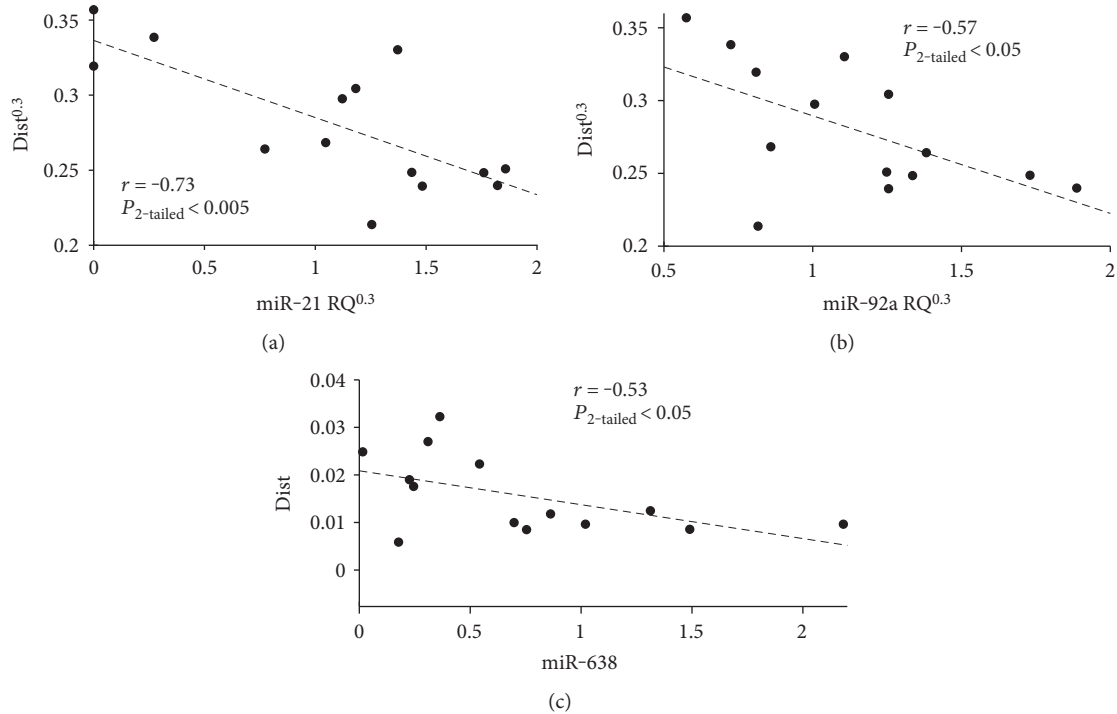 0.35
0.3
0.25
0.2
Dist^0.3
r = −0.73
P2−tailed < 0.005
0 0.5 1 1.5 2
miR−21 RQ^0.3
(a)
0.35
0.3
0.25
0.2
Dist^0.3
r = −0.57
P2−tailed < 0.05
0.5 1 1.5 2
miR−92a RQ^0.3
(b)
0.04
0.03
0.02
0.01
0
Dist
r = −0.53
P2−tailed < 0.05
0 0.5 1 1.5 2
miR−638
(c)